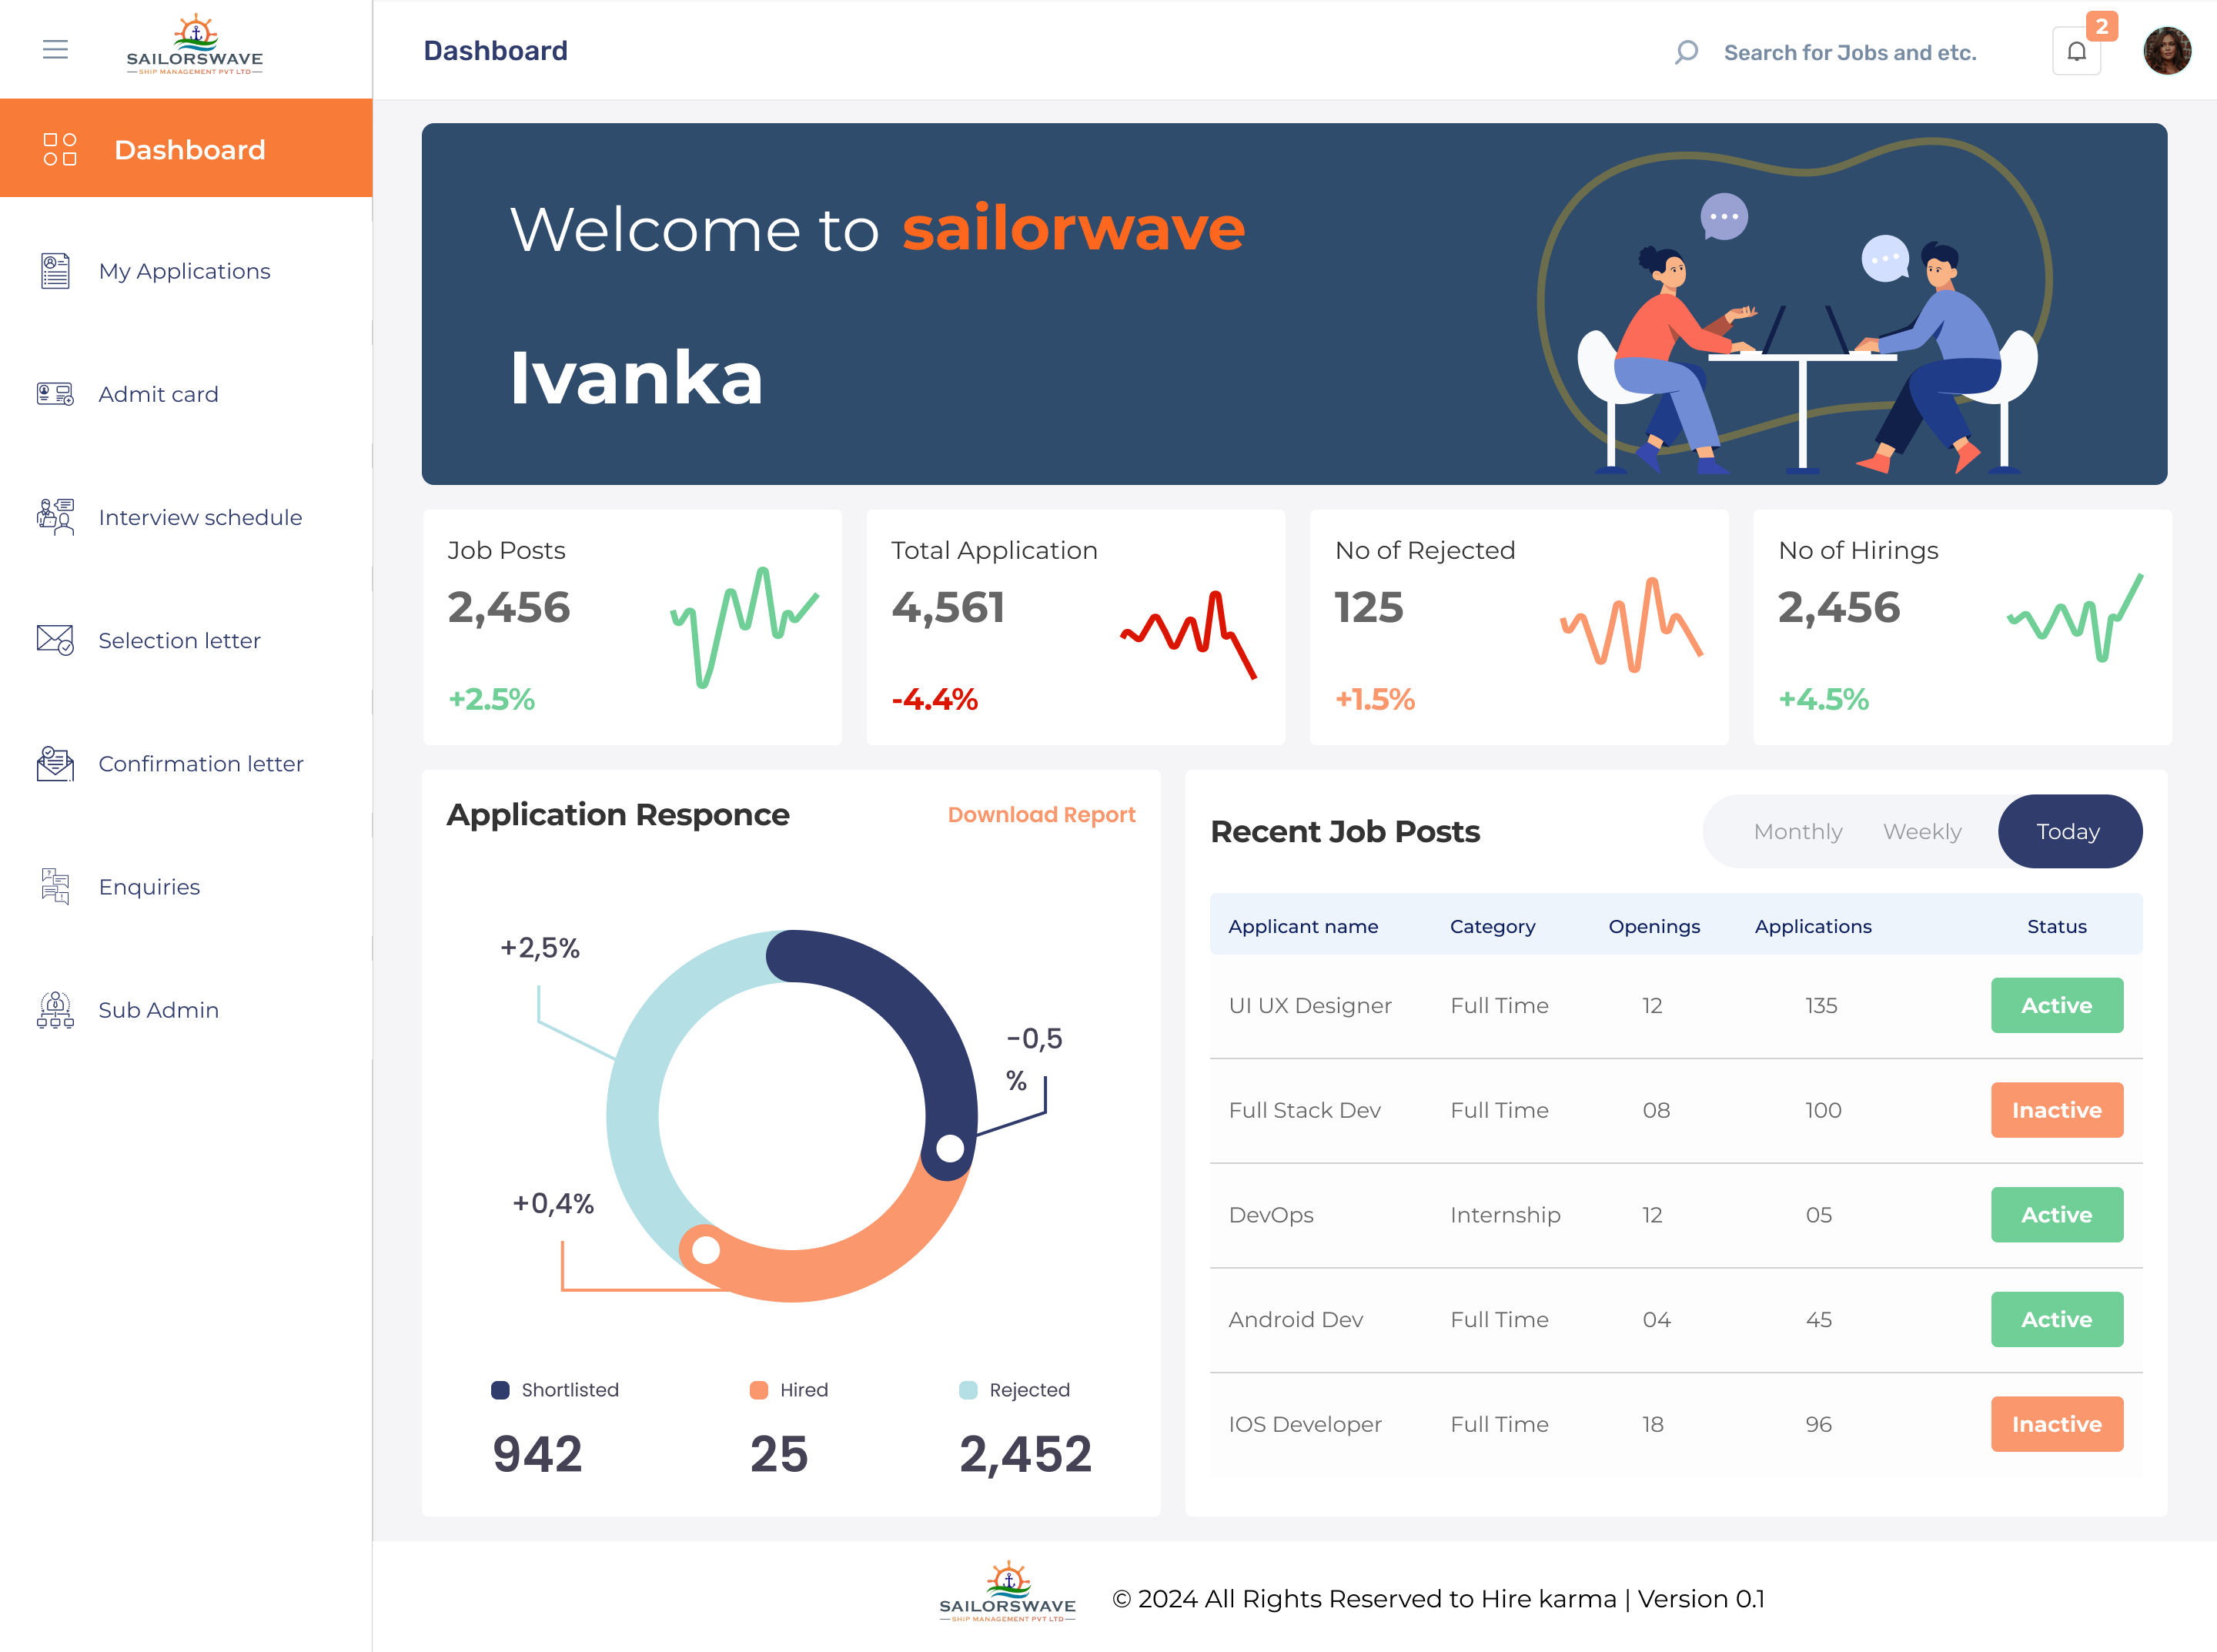 SAILORSWAVE
SHIP MANAGEMENT PVT LTD
Dashboard
Search for Jobs and etc.
2
Dashboard
My Applications
Admit card
Interview schedule
Selection letter
Confirmation letter
Enquiries
Sub Admin
Welcome to sailorwave
Ivanka
Job Posts
2,456
+2.5%
Total Application
4,561
-4.4%
No of Rejected
125
+1.5%
No of Hirings
2,456
+4.5%
Application Responce
Download Report
+2,5%
-0,5
%
+0,4%
Shortlisted
942
Hired
25
Rejected
2,452
Recent Job Posts
Monthly Weekly Today
Applicant name Category Openings Applications Status
UI UX Designer Full Time 12 135 Active
Full Stack Dev Full Time 08 100 Inactive
DevOps Internship 12 05 Active
Android Dev Full Time 04 45 Active
IOS Developer Full Time 18 96 Inactive
SAILORSWAVE
SHIP MANAGEMENT PVT LTD
© 2024 All Rights Reserved to Hire karma | Version 0.1